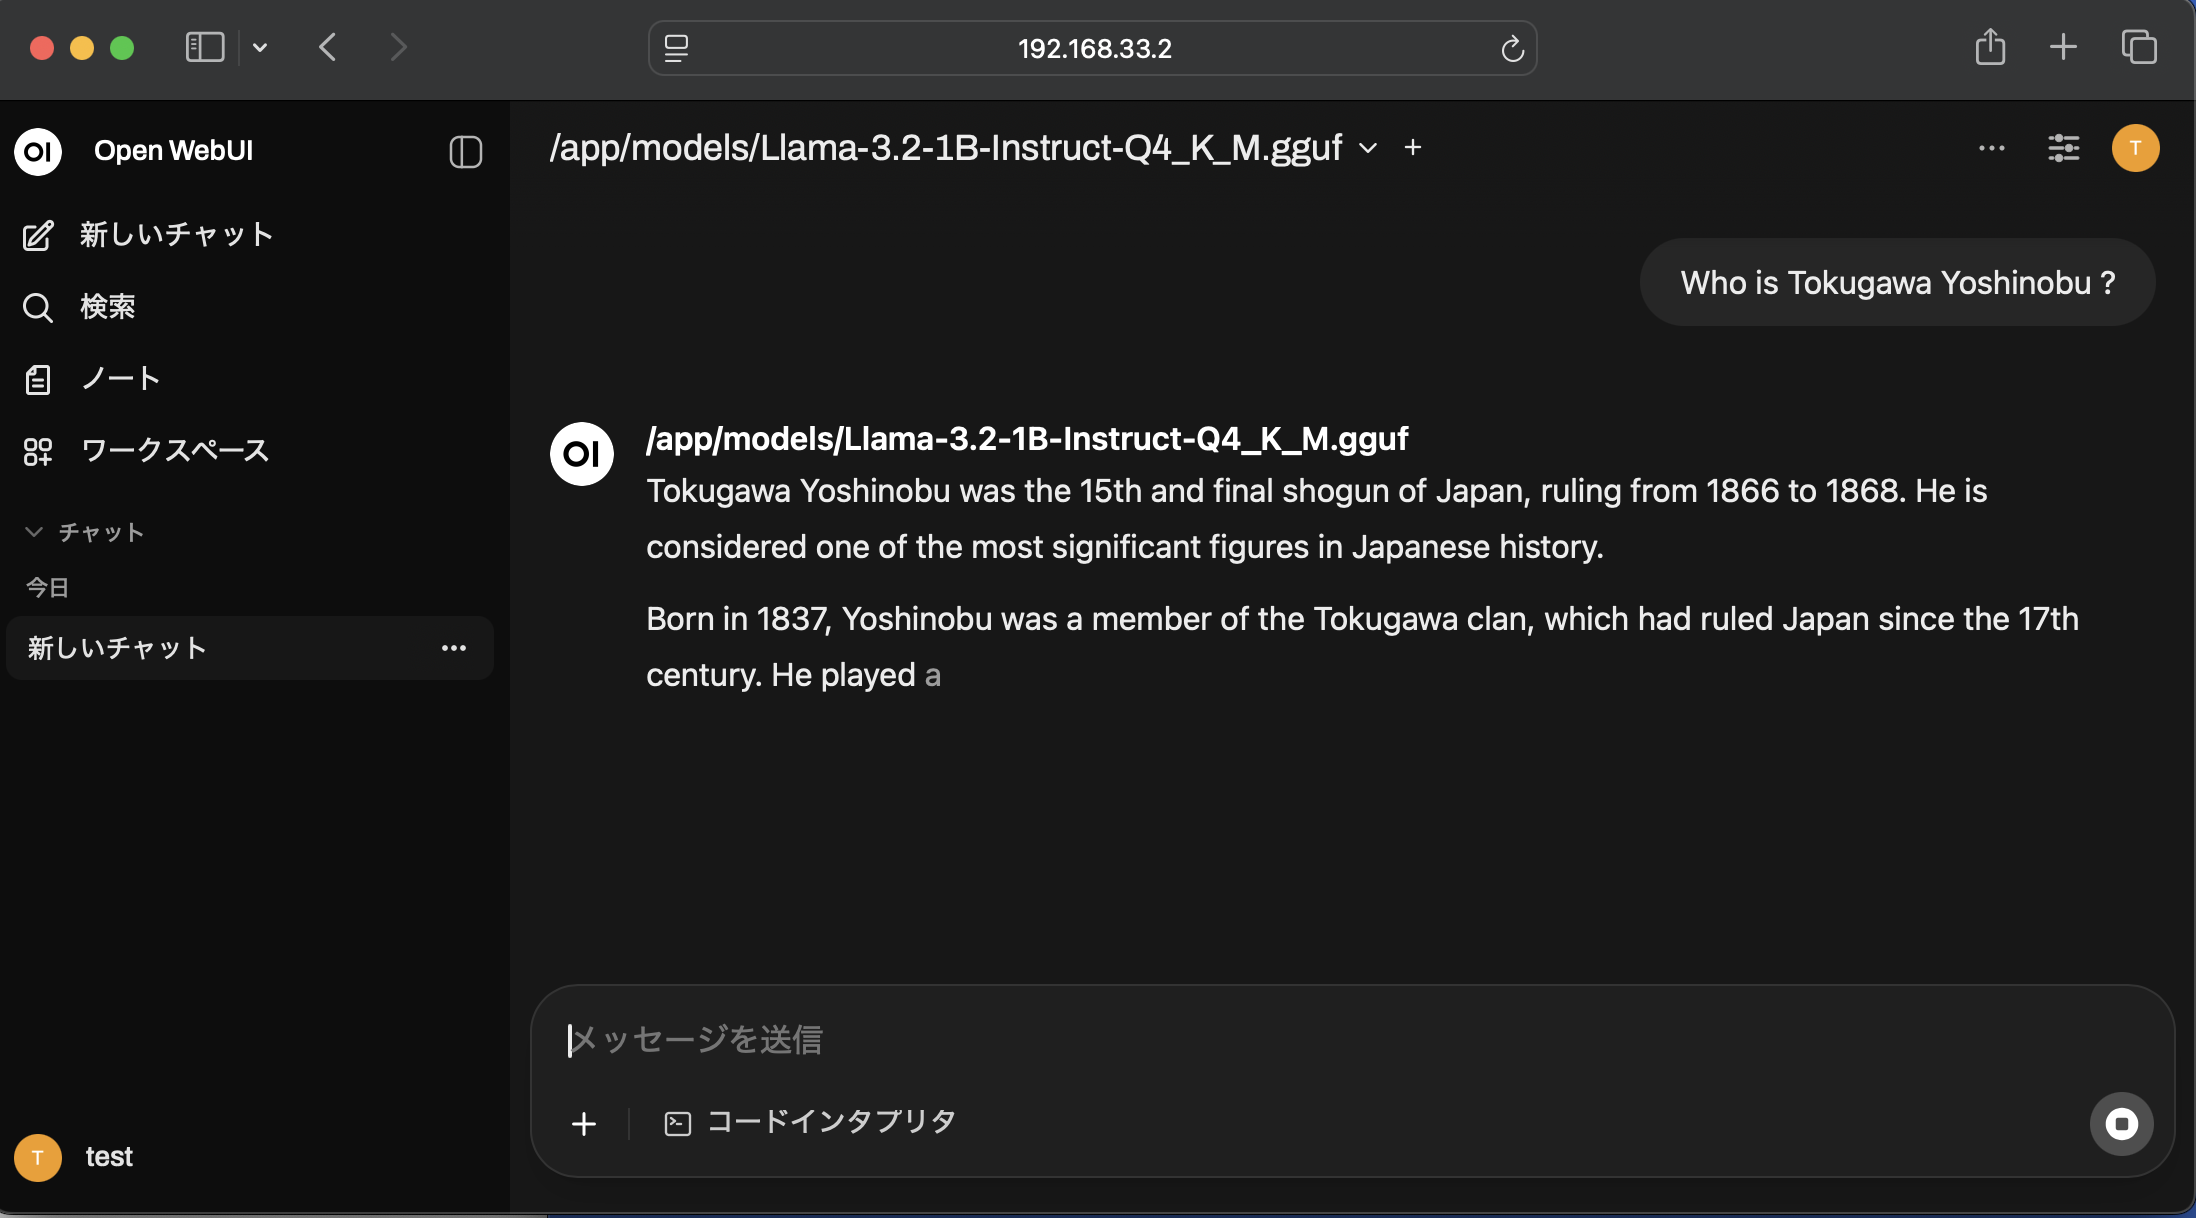 192.168.33.2
OI Open WebUI
新しいチャット
検索
ノート
ワークスペース
チャット
今日
新しいチャット
T test
/app/models/Llama-3.2-1B-Instruct-Q4_K_M.gguf
T
Who is Tokugawa Yoshinobu ?
OI
/app/models/Llama-3.2-1B-Instruct-Q4_K_M.gguf
Tokugawa Yoshinobu was the 15th and final shogun of Japan, ruling from 1866 to 1868. He is
considered one of the most significant figures in Japanese history.
Born in 1837, Yoshinobu was a member of the Tokugawa clan, which had ruled Japan since the 17th
century. He played a
メッセージを送信
コードインタプリタ